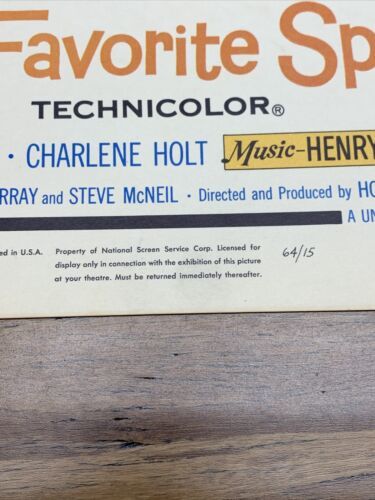 Favorite Sp
TECHNICOLOR®
· CHARLENE HOLT Music-HENRY
RRAY and STEVE McNEIL · Directed and Produced by HO
A UN
ed in U.S.A. Property of National Screen Service Corp. Licensed for
display only in connection with the exhibition of this picture
at your theatre. Must be returned immediately thereafter.
64/15